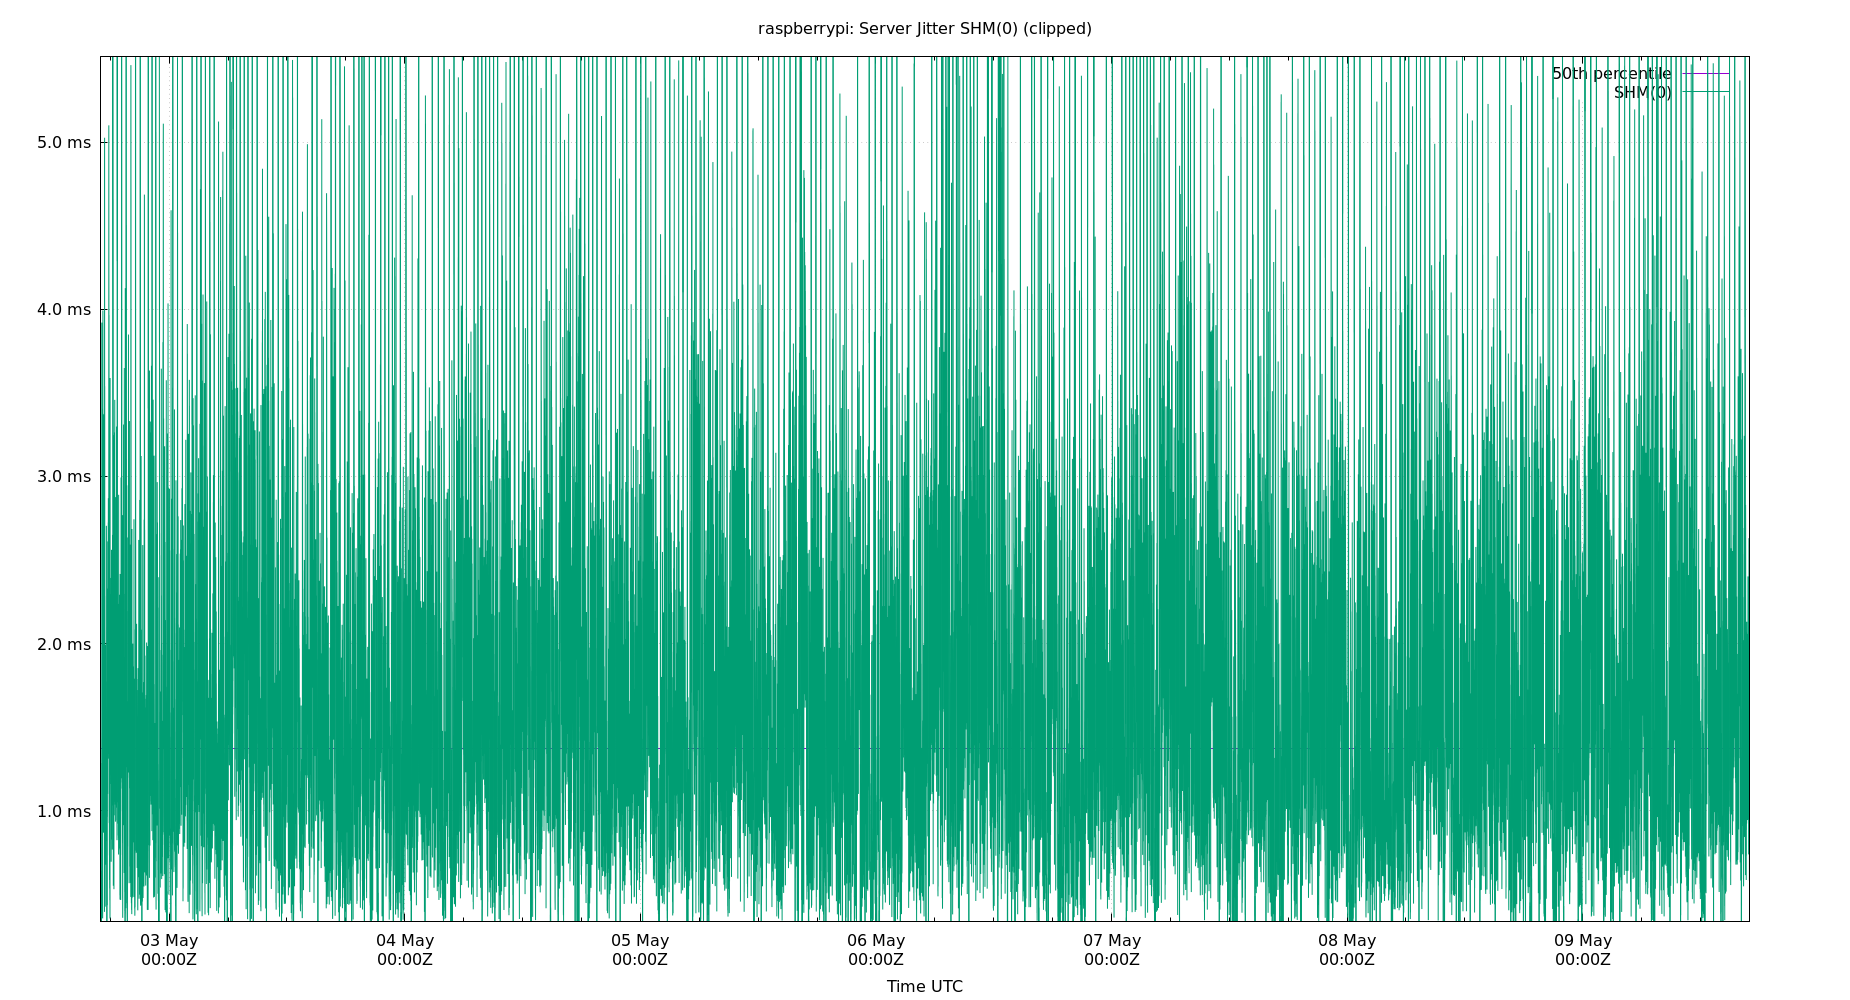 raspberrypi: Server Jitter SHM(0) (clipped)
50th percentile
SHM(0)
5.0 ms
4.0 ms
3.0 ms
2.0 ms
1.0 ms
03 May 04 May 05 May 06 May 07 May 08 May 09 May
00:00Z 00:00Z 00:00Z 00:00Z 00:00Z 00:00Z 00:00Z
Time UTC